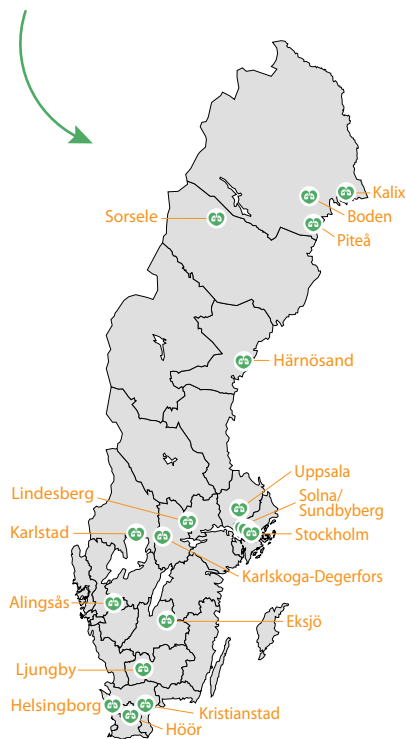 Kalix
Boden
Sorsele
Piteå
Härnösand
Uppsala
Lindesberg
Solna/
Sundbyberg
Karlstad
Stockholm
Karlskoga-Degerfors
Alingsås
Eksjö
Ljungby
Helsingborg
Kristianstad
Höör